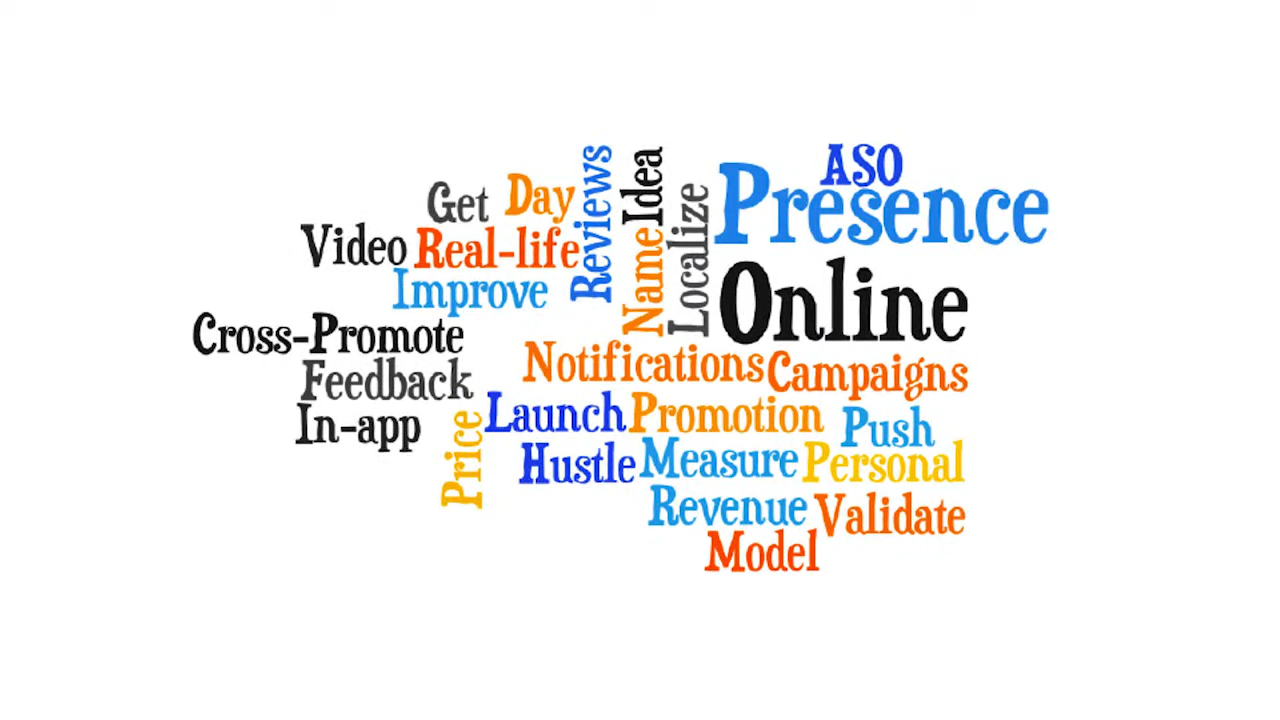 ASO
Presence
Get
Day
Reviews
Idea
Name
Localize
Video
Real-life
Improve
Online
Cross-Promote
Notifications
Campaigns
Feedback
In-app
Price
Launch
Promotion
Push
Hustle
Measure
Personal
Revenue
Validate
Model